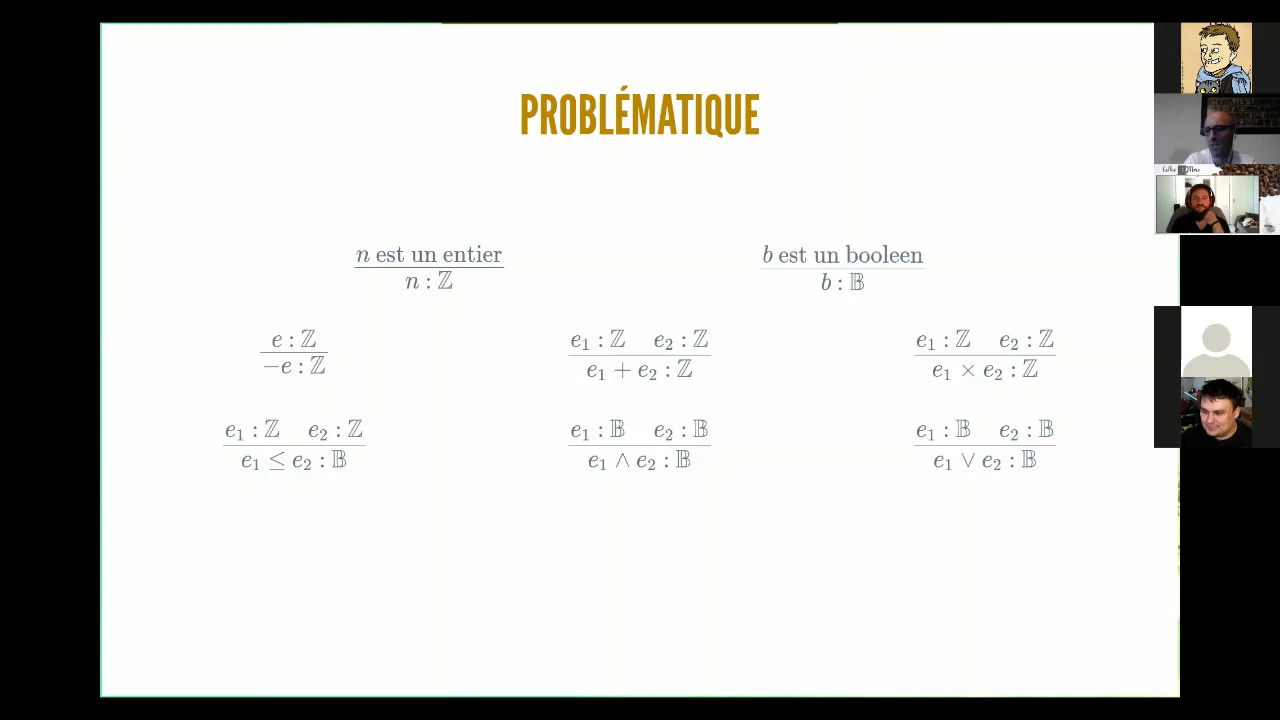 PROBLÉMATIQUE
n est un entier
n : ℤ
b est un booleen
b : 𝔹
e : ℤ
−e : ℤ
e₁ : ℤ e₂ : ℤ
e₁ + e₂ : ℤ
e₁ : ℤ e₂ : ℤ
e₁ × e₂ : ℤ
e₁ : ℤ e₂ : ℤ
e₁ ≤ e₂ : 𝔹
e₁ : 𝔹 e₂ : 𝔹
e₁ ∧ e₂ : 𝔹
e₁ : 𝔹 e₂ : 𝔹
e₁ ∨ e₂ : 𝔹